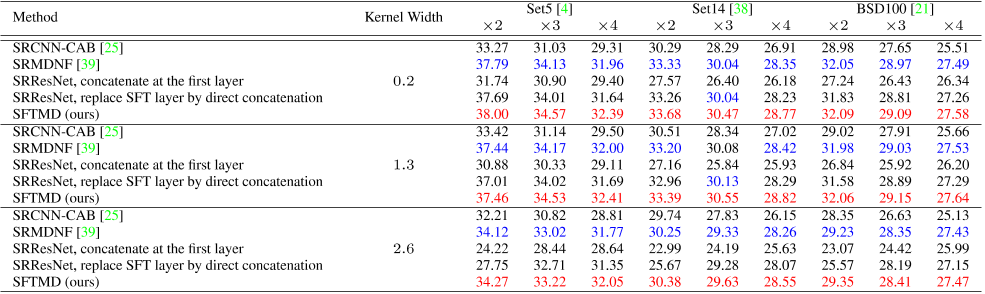 Method Kernel Width Set5 [4] Set14 [38] BSD100 [21]
×2 ×3 ×4 ×2 ×3 ×4 ×2 ×3 ×4
SRCNN-CAB [25] 33.27 31.03 29.31 30.29 28.29 26.91 28.98 27.65 25.51
SRMDNF [39] 37.79 34.13 31.96 33.33 30.04 28.35 32.05 28.97 27.49
SRResNet, concatenate at the first layer 0.2 31.74 30.90 29.40 27.57 26.40 26.18 27.24 26.43 26.34
SRResNet, replace SFT layer by direct concatenation 37.69 34.01 31.64 33.26 30.04 28.23 31.83 28.81 27.26
SFTMD (ours) 38.00 34.57 32.39 33.68 30.47 28.77 32.09 29.09 27.58
SRCNN-CAB [25] 33.42 31.14 29.50 30.51 28.34 27.02 29.02 27.91 25.66
SRMDNF [39] 37.44 34.17 32.00 33.20 30.08 28.42 31.98 29.03 27.53
SRResNet, concatenate at the first layer 1.3 30.88 30.33 29.11 27.16 25.84 25.93 26.84 25.92 26.20
SRResNet, replace SFT layer by direct concatenation 37.01 34.02 31.69 32.96 30.13 28.29 31.58 28.89 27.29
SFTMD (ours) 37.46 34.53 32.41 33.39 30.55 28.82 32.06 29.15 27.64
SRCNN-CAB [25] 32.21 30.82 28.81 29.74 27.83 26.15 28.35 26.63 25.13
SRMDNF [39] 34.12 33.02 31.77 30.25 29.33 28.26 29.23 28.35 27.43
SRResNet, concatenate at the first layer 2.6 24.22 28.44 28.64 22.99 24.19 25.63 23.07 24.42 25.99
SRResNet, replace SFT layer by direct concatenation 27.75 32.71 31.35 25.67 29.28 28.07 25.57 28.19 27.15
SFTMD (ours) 34.27 33.22 32.05 30.38 29.63 28.55 29.35 28.41 27.47